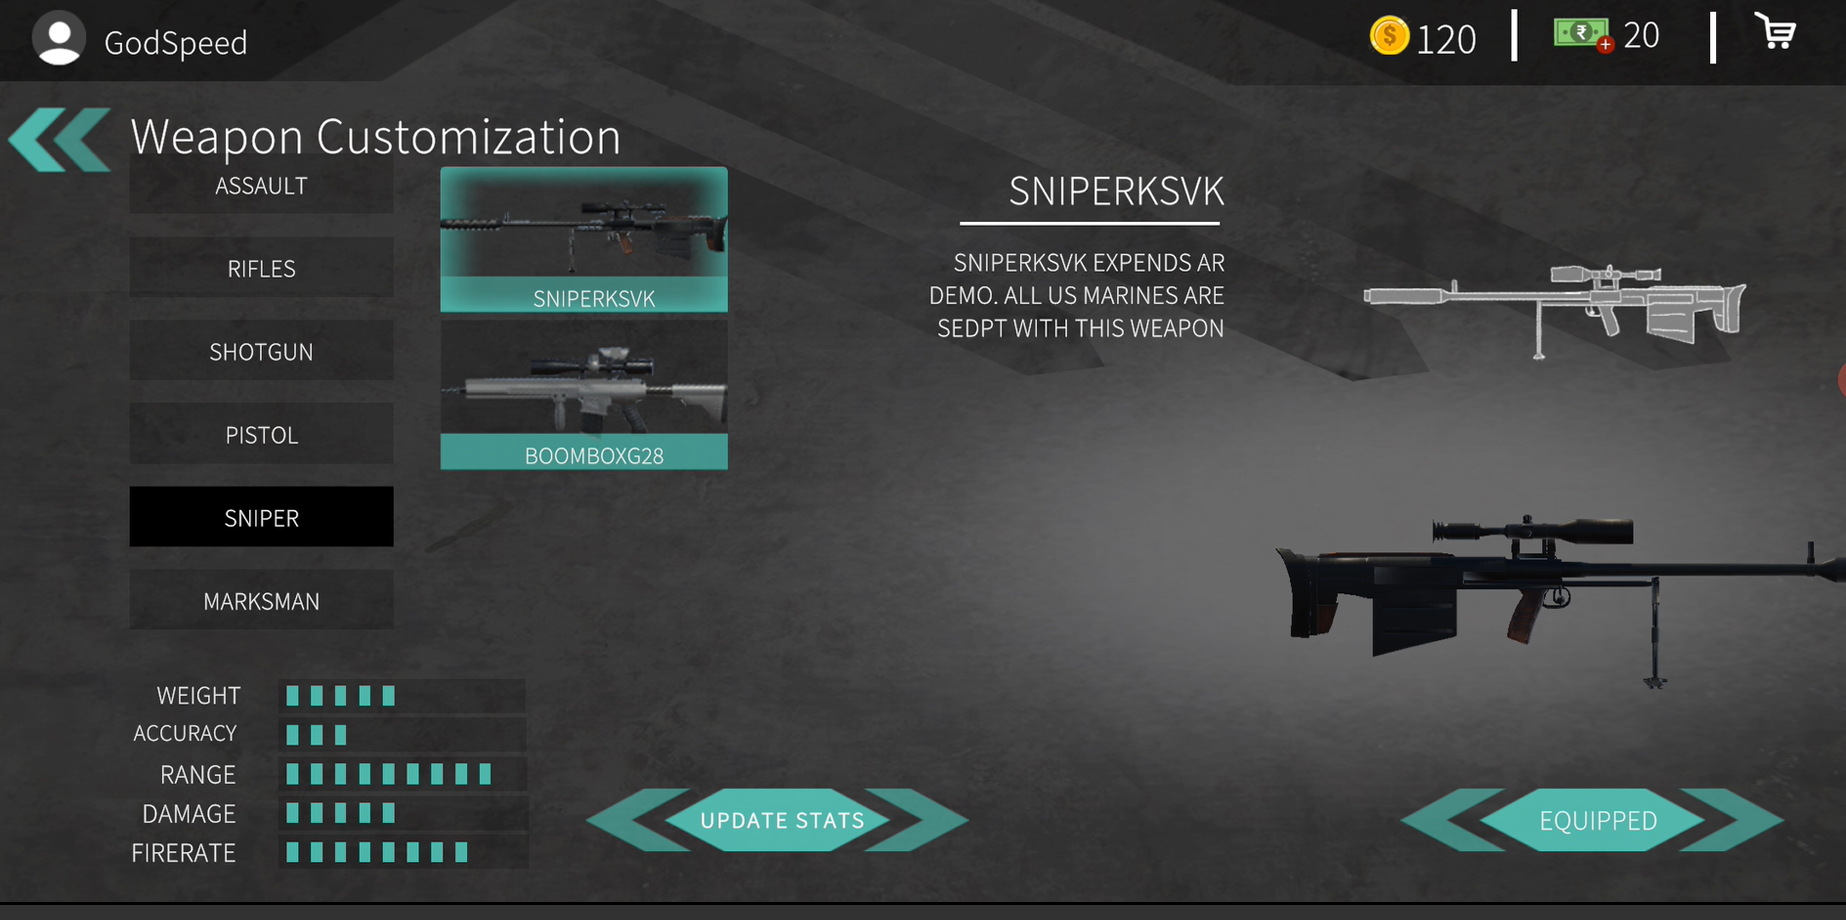 GodSpeed
120
20
Weapon Customization
ASSAULT
RIFLES
SHOTGUN
PISTOL
SNIPER
MARKSMAN
SNIPERKSVK
BOOMBOXG28
SNIPERKSVK
SNIPERKSVK EXPENDS AR
DEMO. ALL US MARINES ARE
SEDPT WITH THIS WEAPON
WEIGHT
ACCURACY
RANGE
DAMAGE
FIRERATE
UPDATE STATS
EQUIPPED